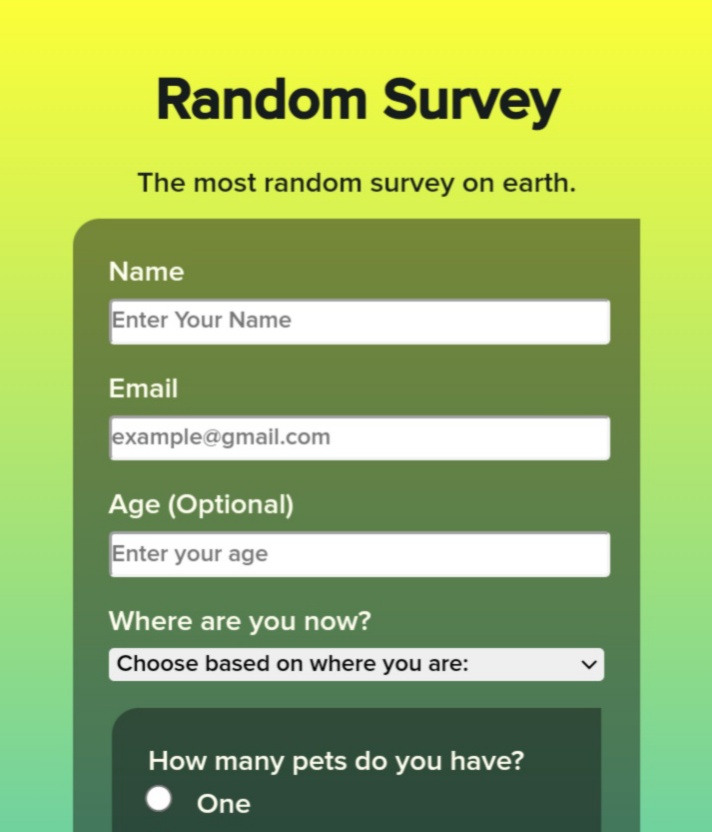 Random Survey
The most random survey on earth.
Name
Enter Your Name
Email
example@gmail.com
Age (Optional)
Enter your age
Where are you now?
Choose based on where you are:
How many pets do you have?
One